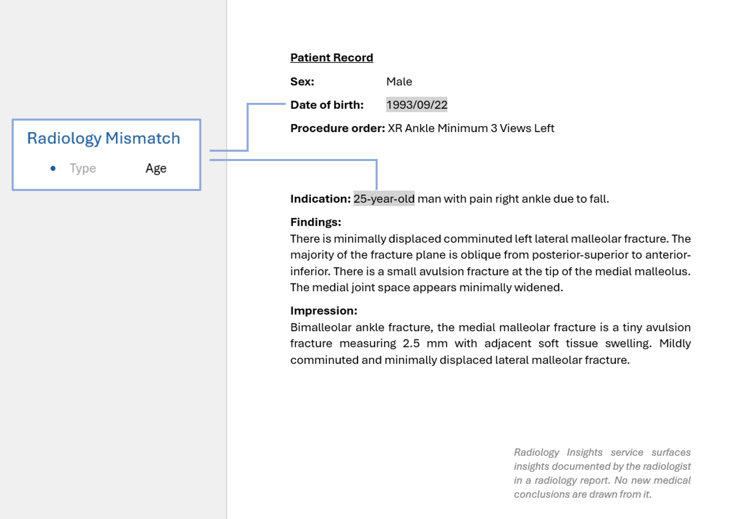 Radiology Mismatch
• Type Age
Patient Record
Sex: Male
Date of birth: 1993/09/22
Procedure order: XR Ankle Minimum 3 Views Left
Indication: 25-year-old man with pain right ankle due to fall.
Findings:
There is minimally displaced comminuted left lateral malleolar fracture. The
majority of the fracture plane is oblique from posterior-superior to anterior-
inferior. There is a small avulsion fracture at the tip of the medial malleolus.
The medial joint space appears minimally widened.
Impression:
Bimalleolar ankle fracture, the medial malleolar fracture is a tiny avulsion
fracture measuring 2.5 mm with adjacent soft tissue swelling. Mildly
comminuted and minimally displaced lateral malleolar fracture.
Radiology Insights service surfaces
insights documented by the radiologist
in a radiology report. No new medical
conclusions are drawn from it.